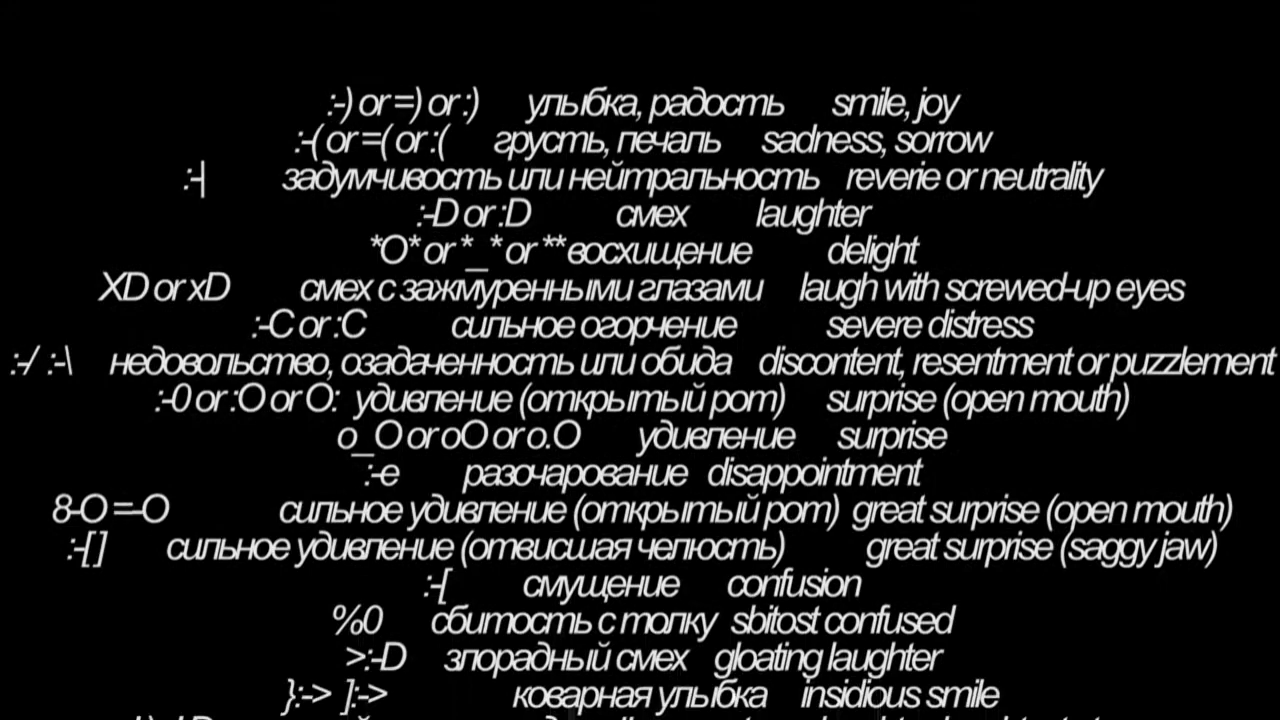 :-) or =) or :) улыбка, радость smile, joy
:-( or =( or :( грусть, печаль sadness, sorrow
:-| задумчивость или нейтральность reverie or neutrality
:-D or :D смех laughter
*O* or *_* or ** восхищение delight
XD or xD смех с зажмуренными глазами laugh with screwed-up eyes
:-C or :C сильное огорчение severe distress
:-/ :-\ недовольство, озадаченность или обида discontent, resentment or puzzlement
:-0 or :O or O: удивление (открытый рот) surprise (open mouth)
o_O or oO or o.O удивление surprise
:-e разочарование disappointment
8-O =-O сильное удивление (открытый рот) great surprise (open mouth)
:-[ ] сильное удивление (отвисшая челюсть) great surprise (saggy jaw)
:-[ смущение confusion
%0 сбитость с толку sbitost confused
>:-D злорадный смех gloating laughter
}:-> ]:-> коварная улыбка insidious smile